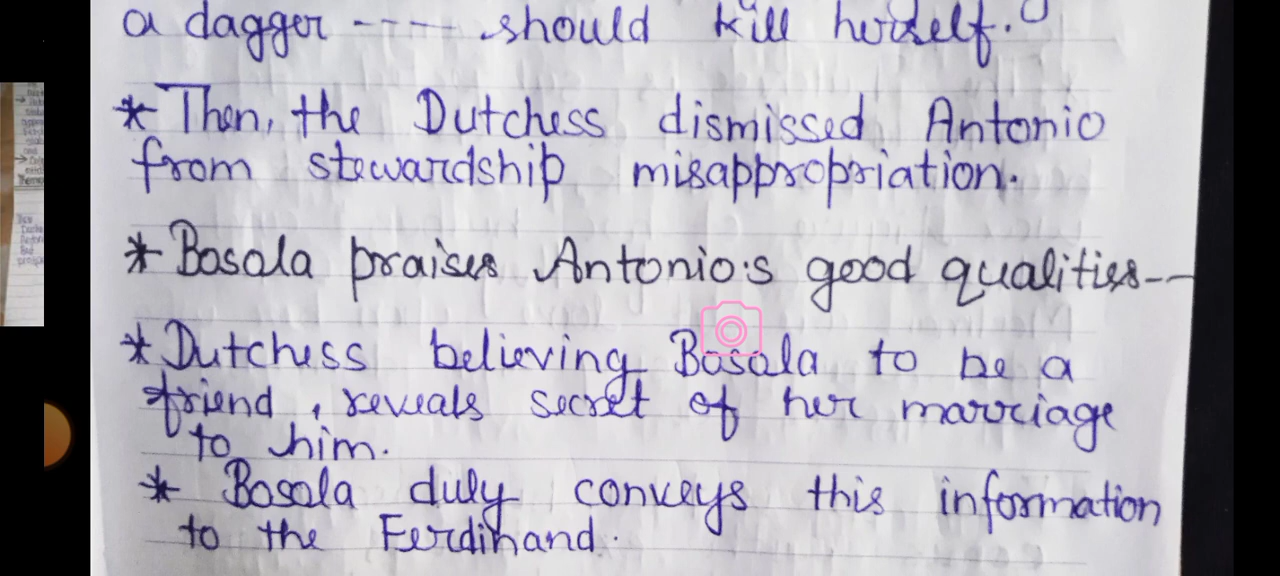 a dagger ---- should kill herself.
* Then, the Dutchess dismissed Antonio
from stewardship misappropriation.
* Bosola praises Antonio's good qualities--
* Dutchess believing Bosola to be a
friend, reveals secret of her marriage
to him.
* Bosola duly conveys this information
to the Ferdinand.